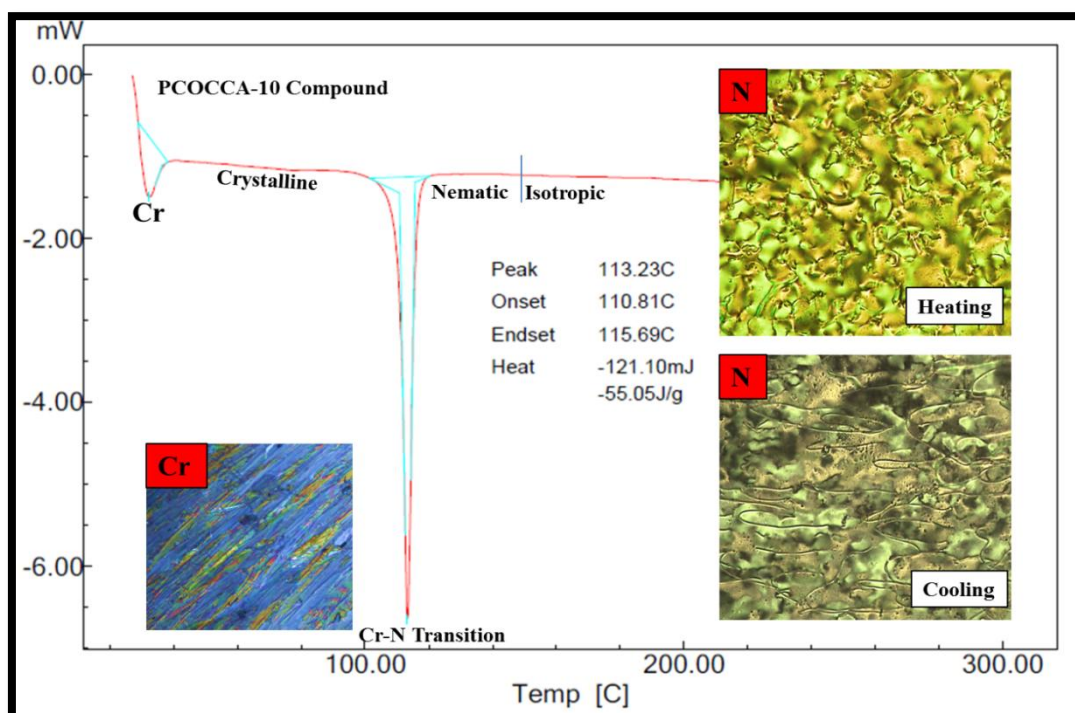 mW
0.00
-2.00
-4.00
-6.00
PCOCCA-10 Compound
Cr
Crystalline
Nematic
Isotropic
Peak 113.23C
Onset 110.81C
Endset 115.69C
Heat -121.10mJ
-55.05J/g
N
Heating
N
Cooling
Cr
Cr-N Transition
100.00 200.00 300.00
Temp [C]